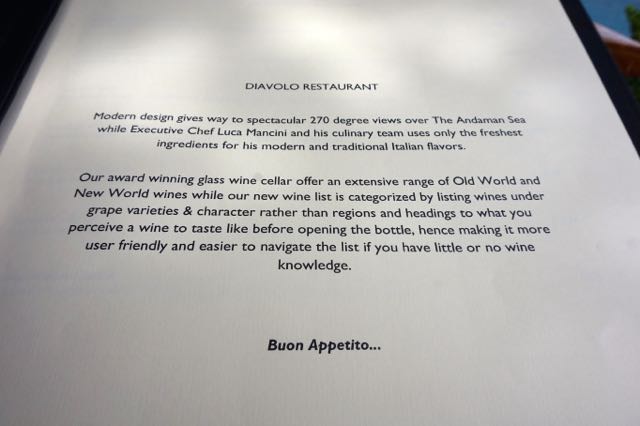 DIAVOLO RESTAURANT
Modern design gives way to spectacular 270 degree views over The Andaman Sea
while Executive Chef Luca Mancini and his culinary team uses only the freshest
ingredients for his modern and traditional Italian flavors.
Our award winning glass wine cellar offer an extensive range of Old World and
New World wines while our new wine list is categorized by listing wines under
grape varieties & character rather than regions and headings to what you
perceive a wine to taste like before opening the bottle, hence making it more
user friendly and easier to navigate the list if you have little or no wine
knowledge.
Buon Appetito...